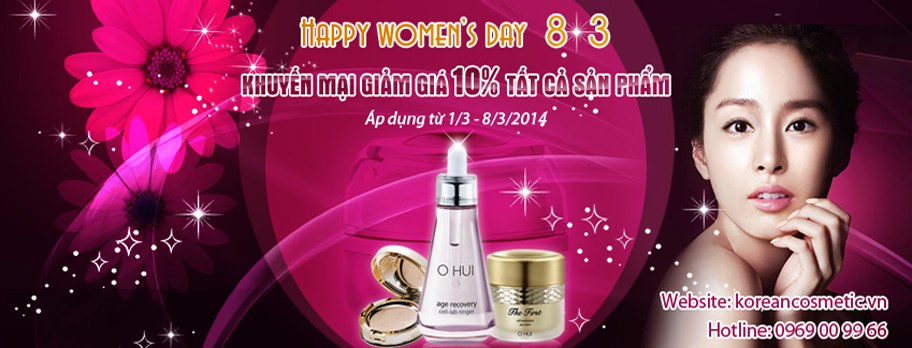 HAPPY WOMEN'S DAY 8 3
KHUYẾN MẠI GIẢM GIÁ 10% TẤT CẢ SẢN PHẨM
Áp dụng từ 1/3 - 8/3/2014
O HUI
age recovery
cell-lab ringer
The First
O HUI
Website: koreancosmetic.vn
Hotline: 0969 00 99 66